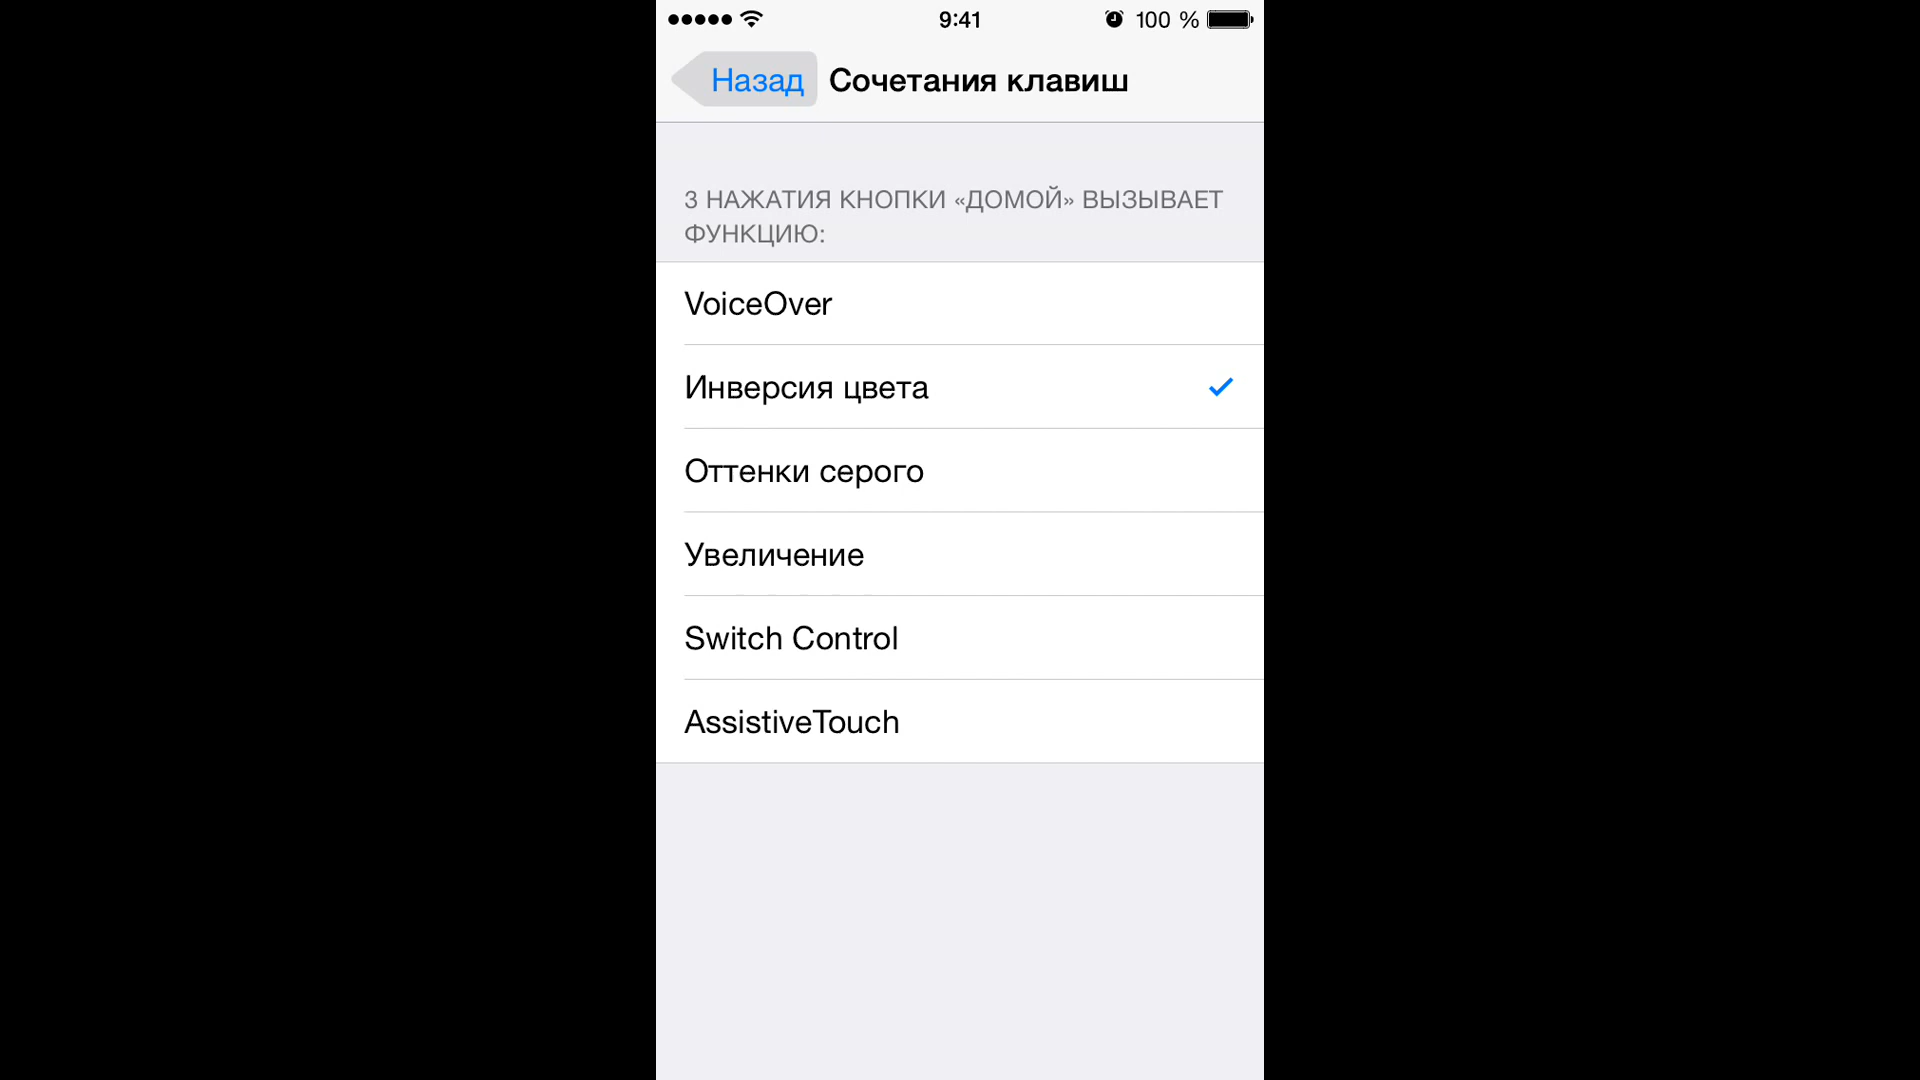 9:41 100 %
Назад Сочетания клавиш
3 НАЖАТИЯ КНОПКИ «ДОМОЙ» ВЫЗЫВАЕТ
ФУНКЦИЮ:
VoiceOver
Инверсия цвета
Оттенки серого
Увеличение
Switch Control
AssistiveTouch